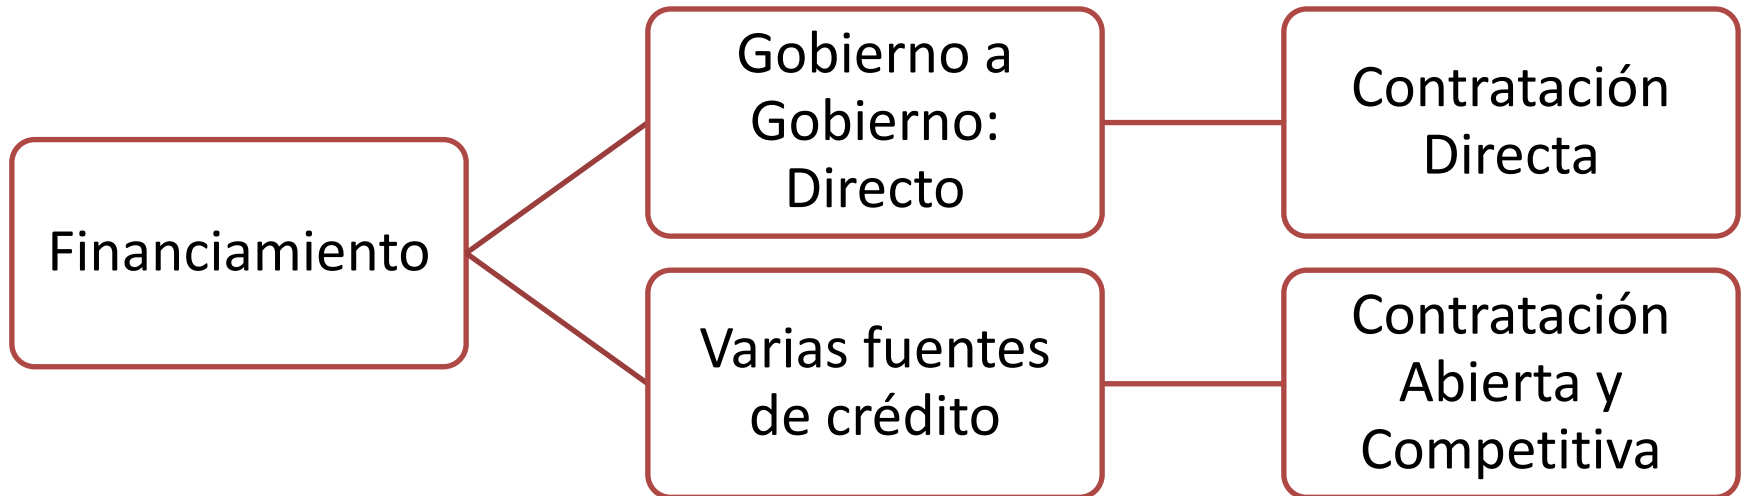 Financiamiento
Gobierno a
Gobierno:
Directo
Contratación
Directa
Varias fuentes
de crédito
Contratación
Abierta y
Competitiva